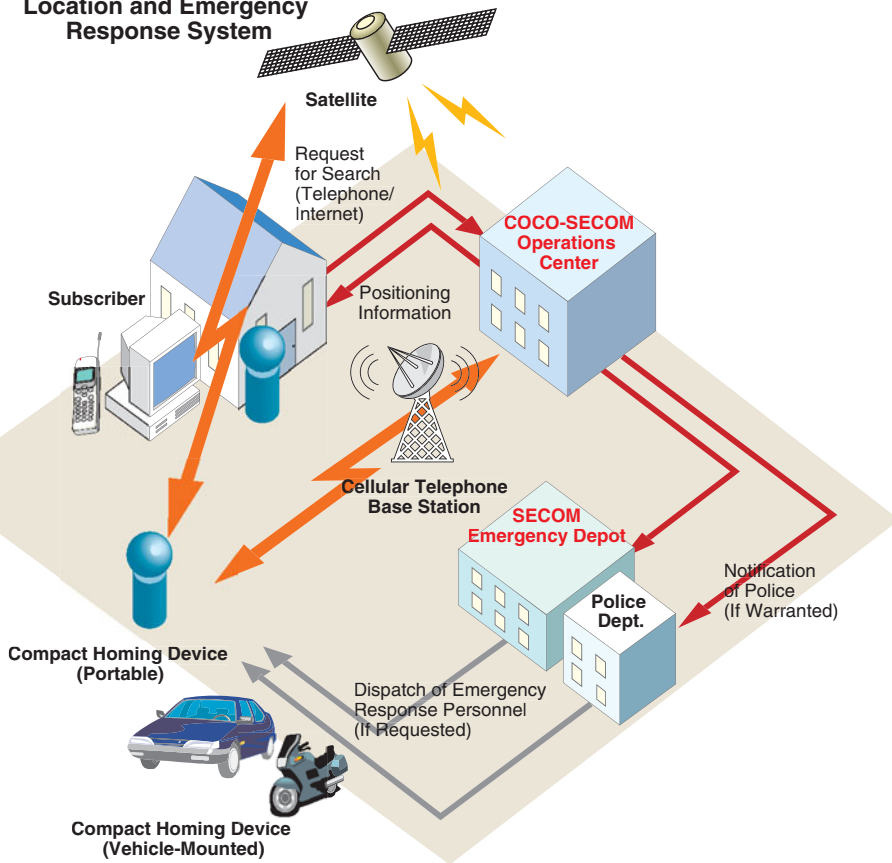 Location and Emergency
Response System
Satellite
Request
for Search
(Telephone/
Internet)
COCO-SECOM
Operations
Center
Subscriber
Positioning
Information
Cellular Telephone
Base Station
SECOM
Emergency Depot
Police
Dept.
Notification
of Police
(If Warranted)
Compact Homing Device
(Portable)
Dispatch of Emergency
Response Personnel
(If Requested)
Compact Homing Device
(Vehicle-Mounted)